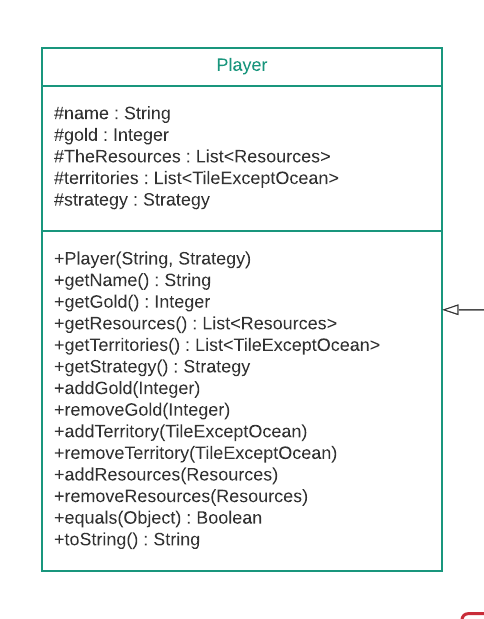 Player
#name : String
#gold : Integer
#TheResources : List<Resources>
#territories : List<TileExceptOcean>
#strategy : Strategy
+Player(String, Strategy)
+getName() : String
+getGold() : Integer
+getResources() : List<Resources>
+getTerritories() : List<TileExceptOcean>
+getStrategy() : Strategy
+addGold(Integer)
+removeGold(Integer)
+addTerritory(TileExceptOcean)
+removeTerritory(TileExceptOcean)
+addResources(Resources)
+removeResources(Resources)
+equals(Object) : Boolean
+toString() : String